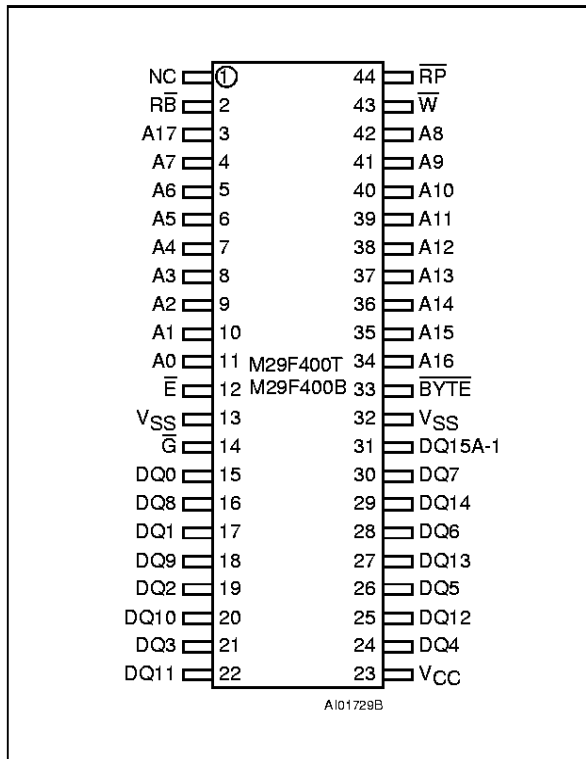 NC 1 44 R̅P̅
RB̅ 2 43 W̅
A17 3 42 A8
A7 4 41 A9
A6 5 40 A10
A5 6 39 A11
A4 7 38 A12
A3 8 37 A13
A2 9 36 A14
A1 10 35 A15
A0 11 M29F400T 34 A16
E̅ 12 M29F400B 33 B̅Y̅T̅E̅
VSS 13 32 VSS
G̅ 14 31 DQ15A-1
DQ0 15 30 DQ7
DQ8 16 29 DQ14
DQ1 17 28 DQ6
DQ9 18 27 DQ13
DQ2 19 26 DQ5
DQ10 20 25 DQ12
DQ3 21 24 DQ4
DQ11 22 23 VCC
AI01729B